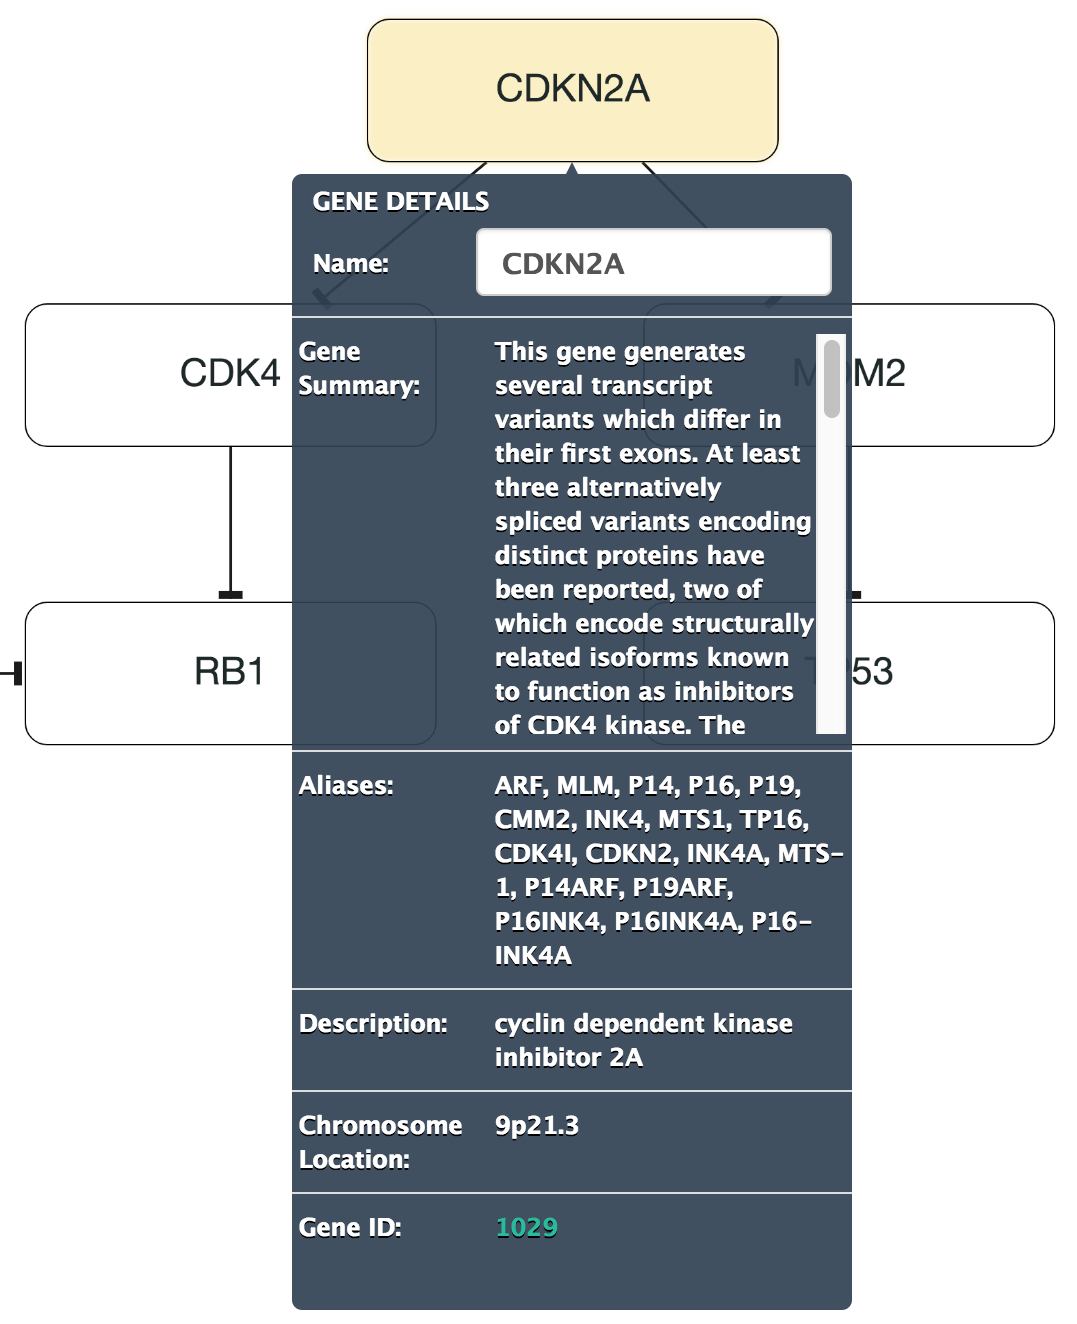 CDKN2A
GENE DETAILS
Name: CDKN2A
CDK4
Gene
Summary:
This gene generates
several transcript
variants which differ in
their first exons. At least
three alternatively
spliced variants encoding
distinct proteins have
been reported, two of
which encode structurally
related isoforms known
to function as inhibitors
of CDK4 kinase. The
MDM2
RB1
TP53
Aliases:
ARF, MLM, P14, P16, P19,
CMM2, INK4, MTS1, TP16,
CDK4I, CDKN2, INK4A, MTS-
1, P14ARF, P19ARF,
P16INK4, P16INK4A, P16-
INK4A
Description:
cyclin dependent kinase
inhibitor 2A
Chromosome
Location:
9p21.3
Gene ID: 1029